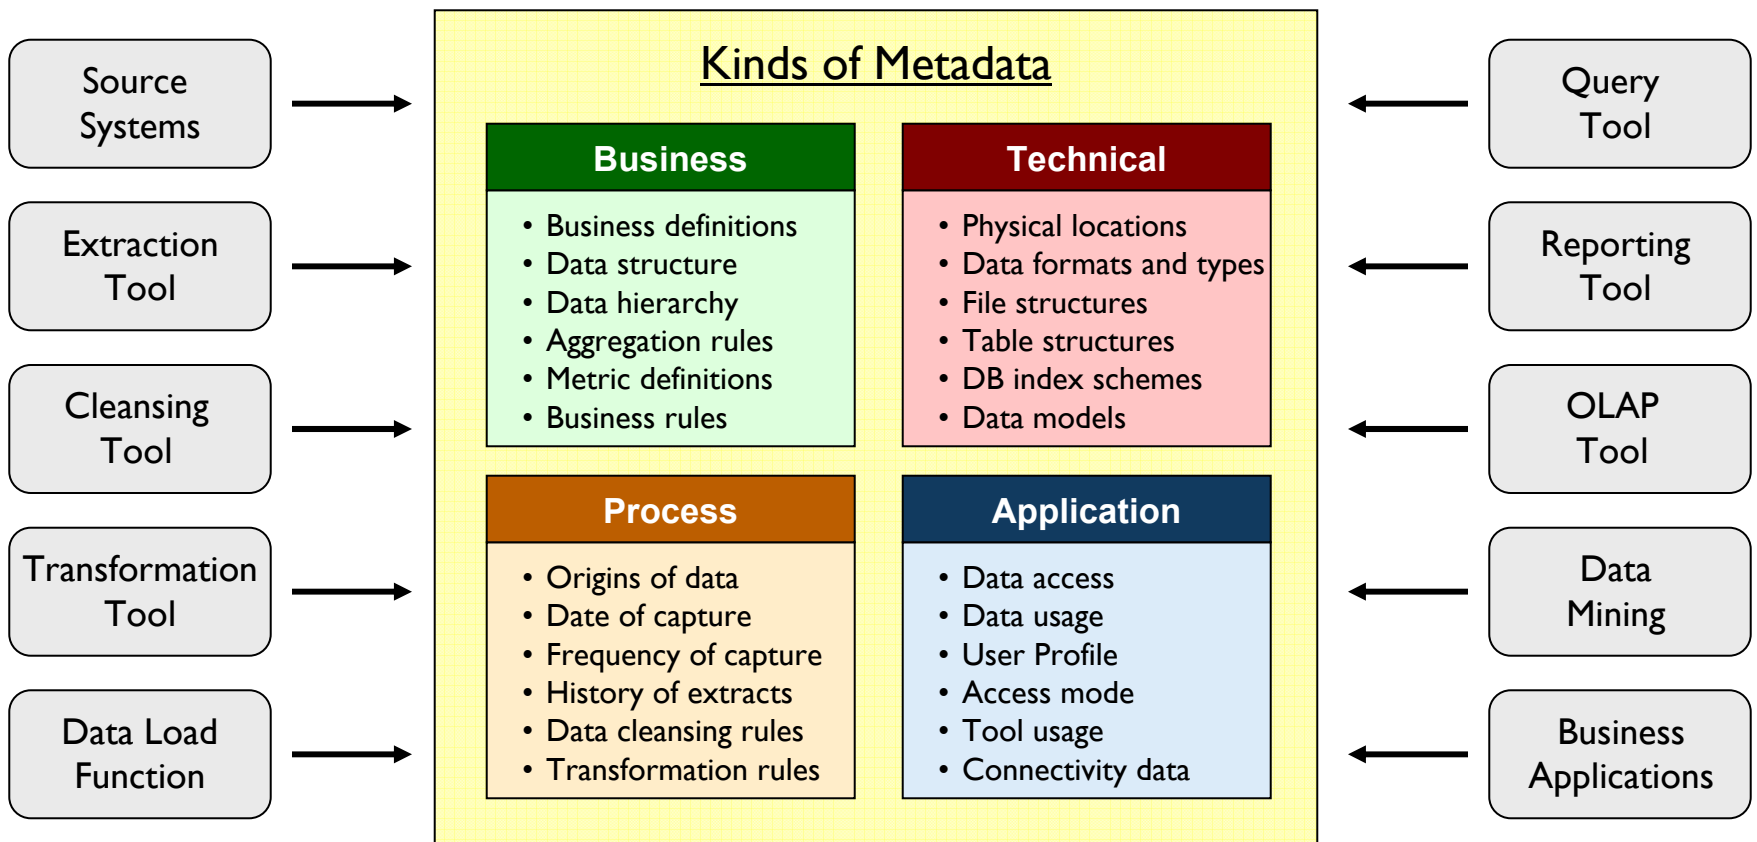 Kinds of Metadata
Source
Systems
Extraction
Tool
Cleansing
Tool
Transformation
Tool
Data Load
Function
Business
• Business definitions
• Data structure
• Data hierarchy
• Aggregation rules
• Metric definitions
• Business rules
Technical
• Physical locations
• Data formats and types
• File structures
• Table structures
• DB index schemes
• Data models
Process
• Origins of data
• Date of capture
• Frequency of capture
• History of extracts
• Data cleansing rules
• Transformation rules
Application
• Data access
• Data usage
• User Profile
• Access mode
• Tool usage
• Connectivity data
Query
Tool
Reporting
Tool
OLAP
Tool
Data
Mining
Business
Applications